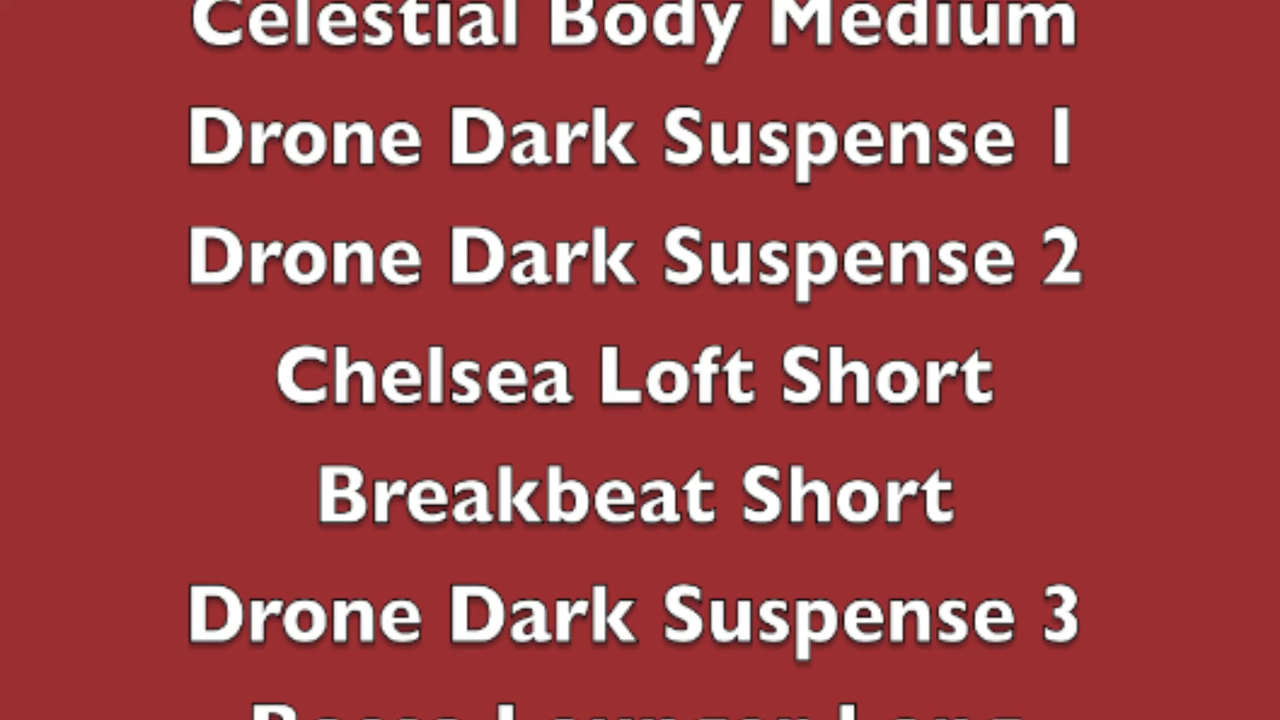 Celestial Body Medium
Drone Dark Suspense 1
Drone Dark Suspense 2
Chelsea Loft Short
Breakbeat Short
Drone Dark Suspense 3